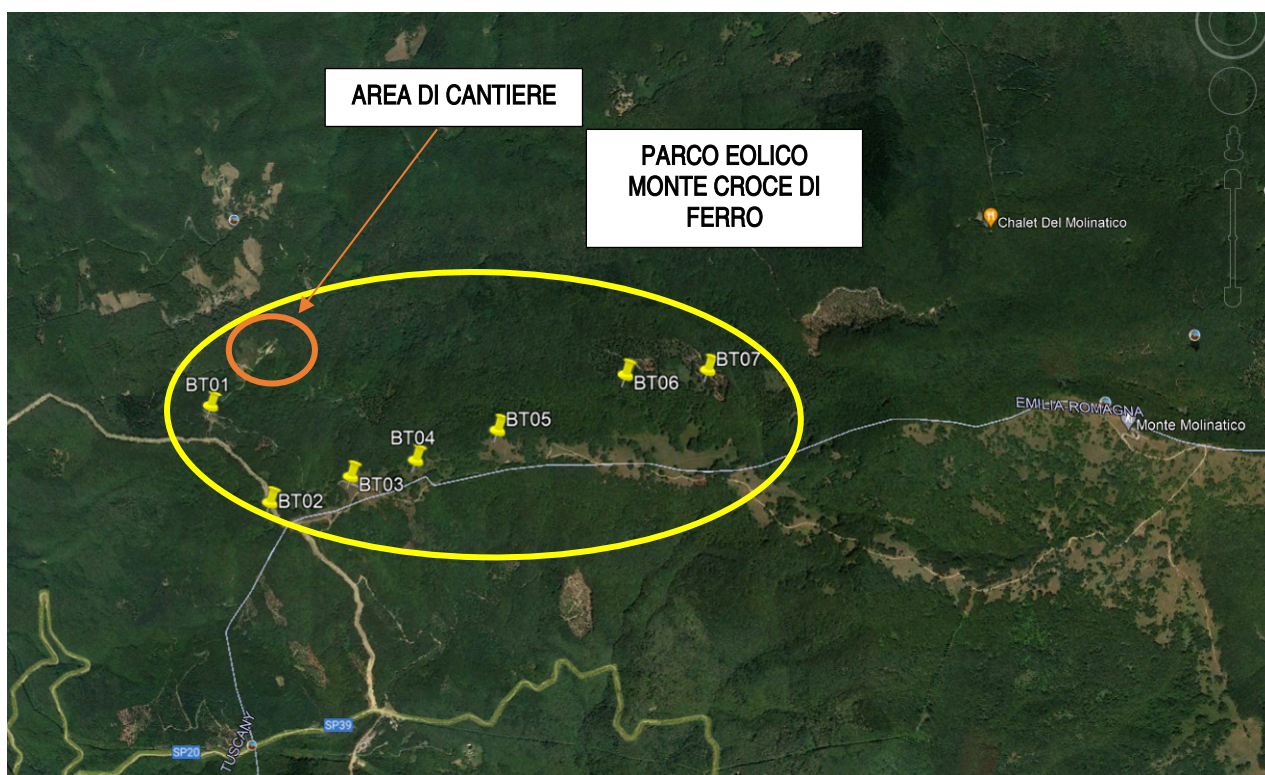 AREA DI CANTIERE
PARCO EOLICO
MONTE CROCE DI
FERRO
Chalet Del Molinatico
BT07
BT06
BT01
EMILIA-ROMAGNA
BT05
Monte Molinatico
BT04
BT03
BT02
SP39
TUSCANY
SP20